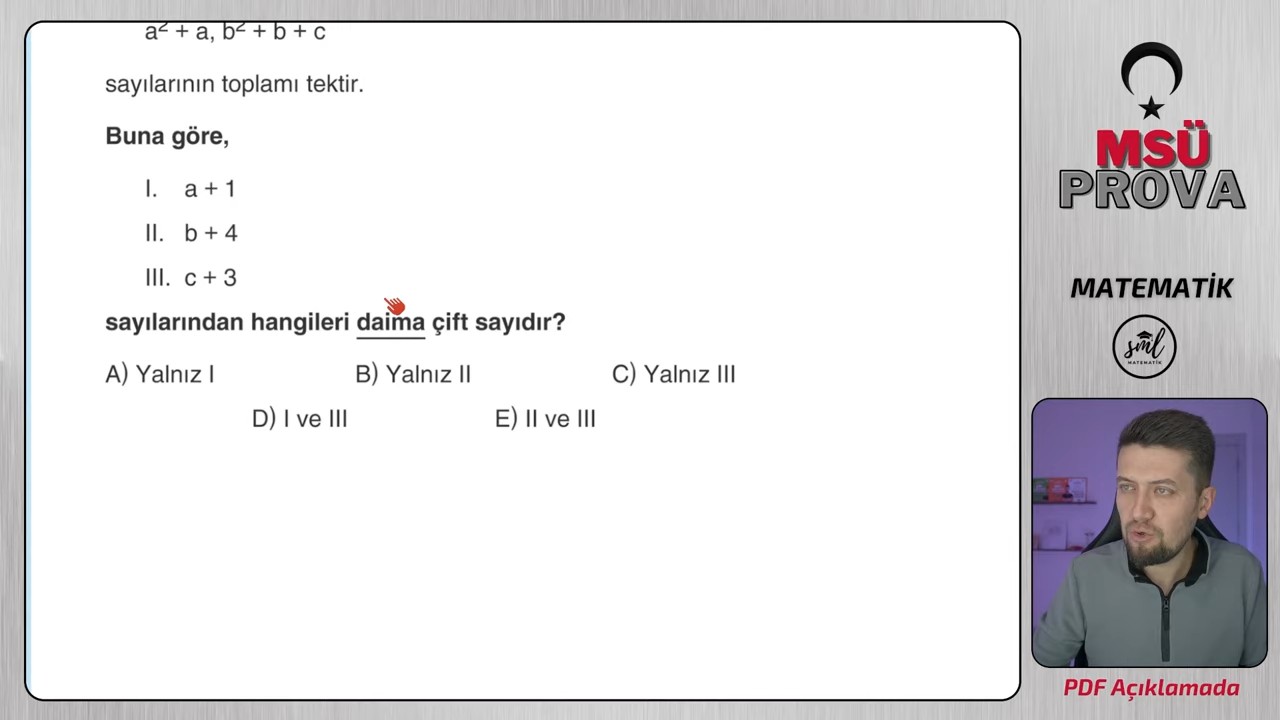 a² + a, b² + b + c
sayılarının toplamı tektir.
Buna göre,
I. a + 1
II. b + 4
III. c + 3
sayılarından hangileri daima çift sayıdır?
A) Yalnız I B) Yalnız II C) Yalnız III
D) I ve III E) II ve III
MSÜ
PROVA
MATEMATİK
sml
MATEMATİK
PDF Açıklamada